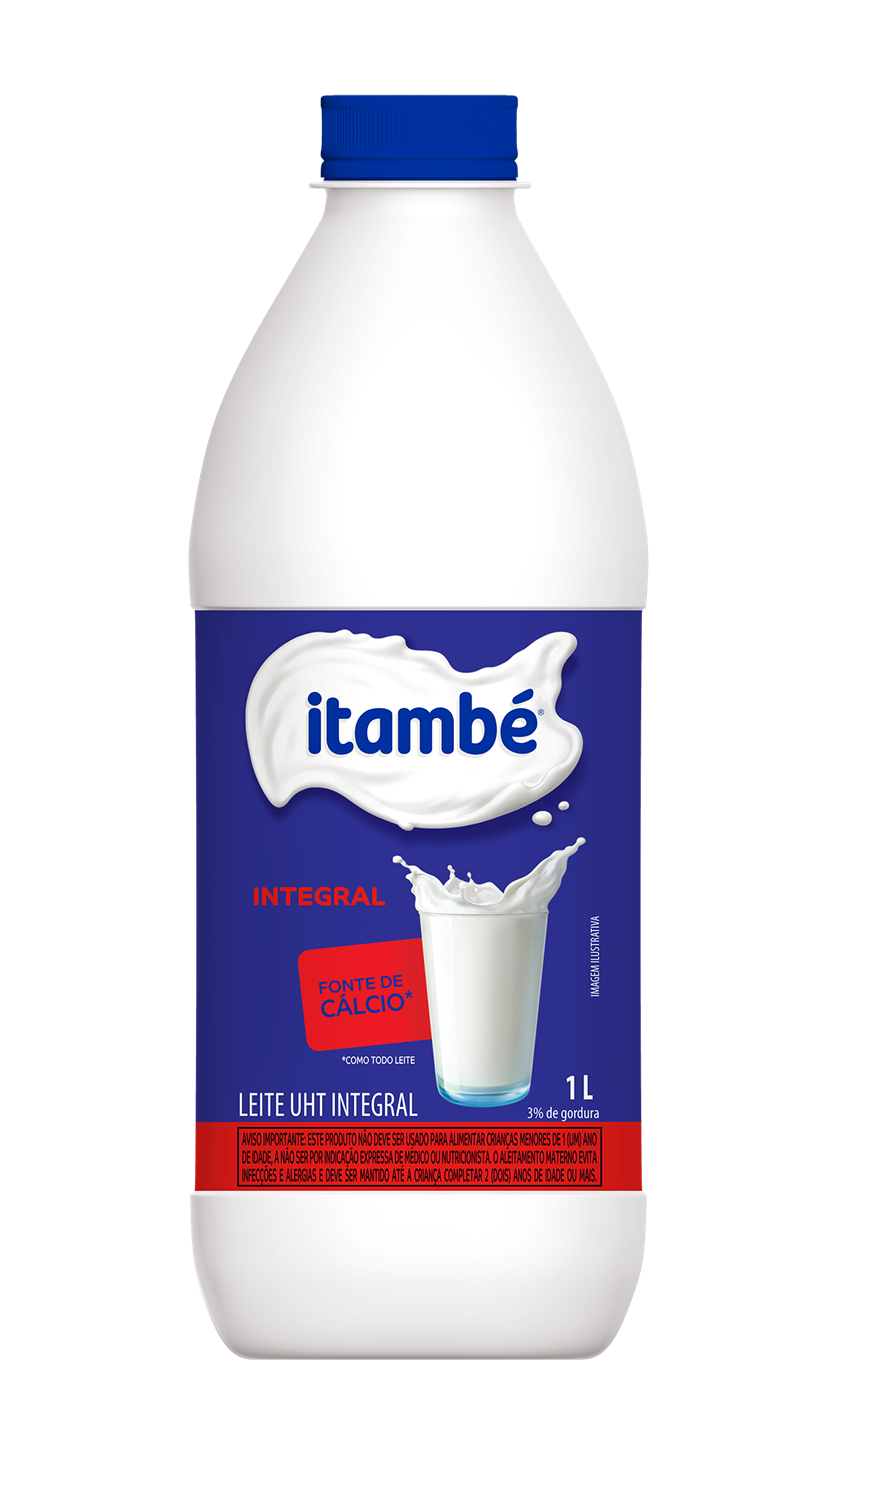 itambé®
INTEGRAL
FONTE DE
CÁLCIO*
*COMO TODO LEITE
IMAGEM ILUSTRATIVA
LEITE UHT INTEGRAL
1 L
3% de gordura
AVISO IMPORTANTE: ESTE PRODUTO NÃO DEVE SER USADO PARA ALIMENTAR CRIANÇAS MENORES DE 1 (UM) ANO
DE IDADE, A NÃO SER POR INDICAÇÃO EXPRESSA DE MÉDICO OU NUTRICIONISTA. O ALEITAMENTO MATERNO EVITA
INFECÇÕES E ALERGIAS E DEVE SER MANTIDO ATÉ A CRIANÇA COMPLETAR 2 (DOIS) ANOS DE IDADE OU MAIS.